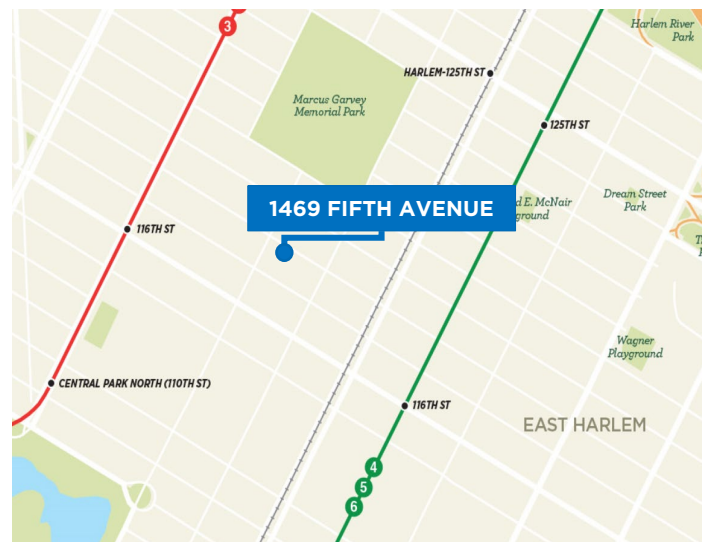 3
Harlem River
Park
HARLEM-125TH ST
Marcus Garvey
Memorial Park
125TH ST
1469 FIFTH AVENUE
E. McNair
Dream Street
Park
116TH ST
Wagner
Playground
CENTRAL PARK NORTH (110TH ST)
116TH ST
EAST HARLEM
4
5
6